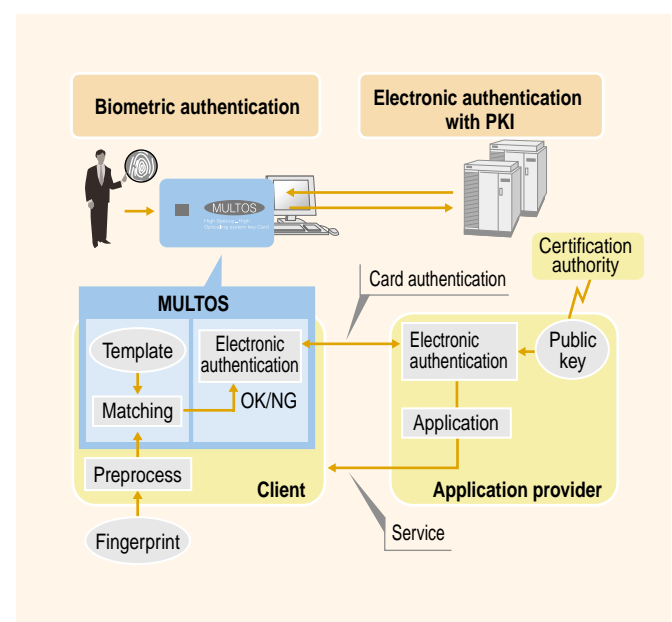 Biometric authentication
Electronic authentication
with PKI
MULTOS
Certification
authority
Card authentication
MULTOS
Template
Electronic
authentication
Electronic
authentication
Public
key
Matching
OK/NG
Application
Preprocess
Client
Application provider
Fingerprint
Service